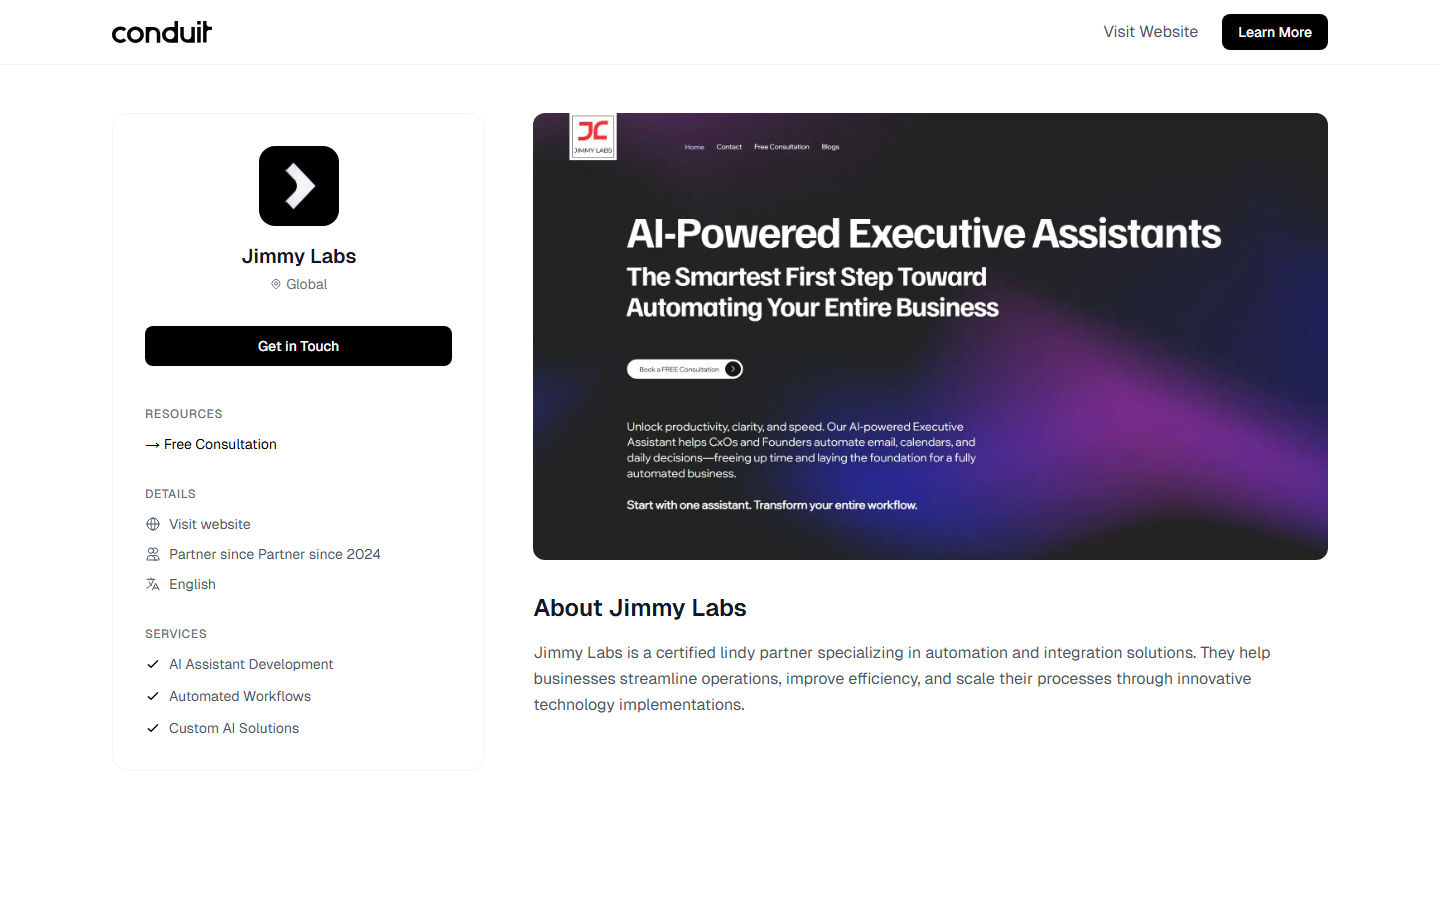 conduit
Visit Website
Learn More
Jimmy Labs
Global
Get in Touch
RESOURCES
→ Free Consultation
DETAILS
Visit website
Partner since Partner since 2024
English
SERVICES
AI Assistant Development
Automated Workflows
Custom AI Solutions
JC
JIMMY LABS
Home Contact Free Consultation Blogs
AI-Powered Executive Assistants
The Smartest First Step Toward
Automating Your Entire Business
Book a FREE Consultation
Unlock productivity, clarity, and speed. Our AI-powered Executive
Assistant helps CxOs and Founders automate email, calendars, and
daily decisions—freeing up time and laying the foundation for a fully
automated business.
Start with one assistant. Transform your entire workflow.
About Jimmy Labs
Jimmy Labs is a certified lindy partner specializing in automation and integration solutions. They help
businesses streamline operations, improve efficiency, and scale their processes through innovative
technology implementations.